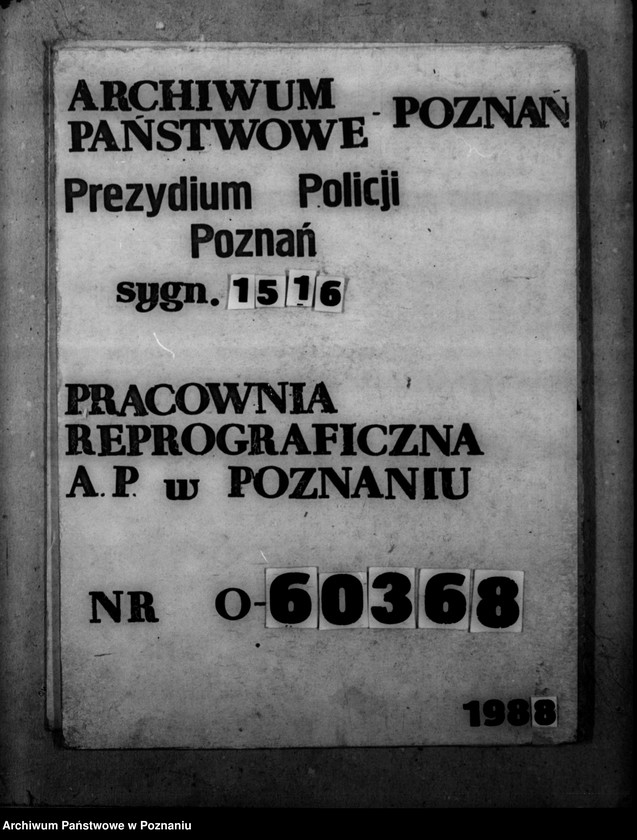 ARCHIWUM
PAŃSTWOWE - POZNAŃ
Prezydium Policji
Poznań
sygn. 1516
PRACOWNIA
REPROGRAFICZNA
A.P. w POZNANIU
NR O-60368
1988
Archiwum Państwowe w Poznaniu